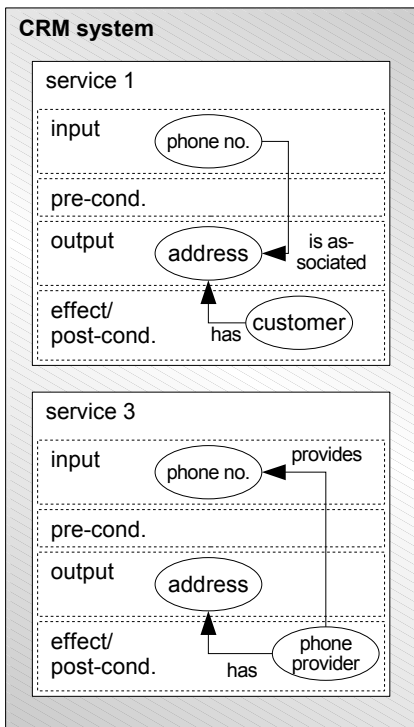 CRM system
service 1
input
phone no.
pre-cond.
output
address
is as-
sociated
effect/
post-cond.
has
customer
service 3
input
phone no.
provides
pre-cond.
output
address
effect/
post-cond.
has
phone
provider